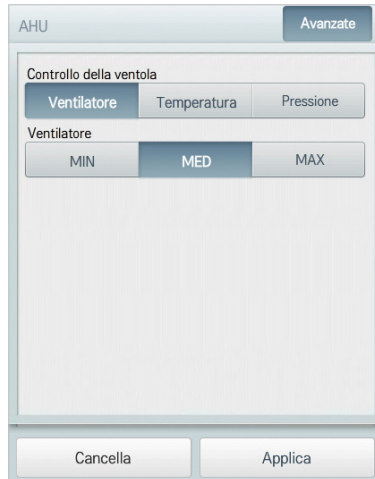 AHU Avanzate
Controllo della ventola
Ventilatore Temperatura Pressione
Ventilatore
MIN MED MAX
Cancella Applica